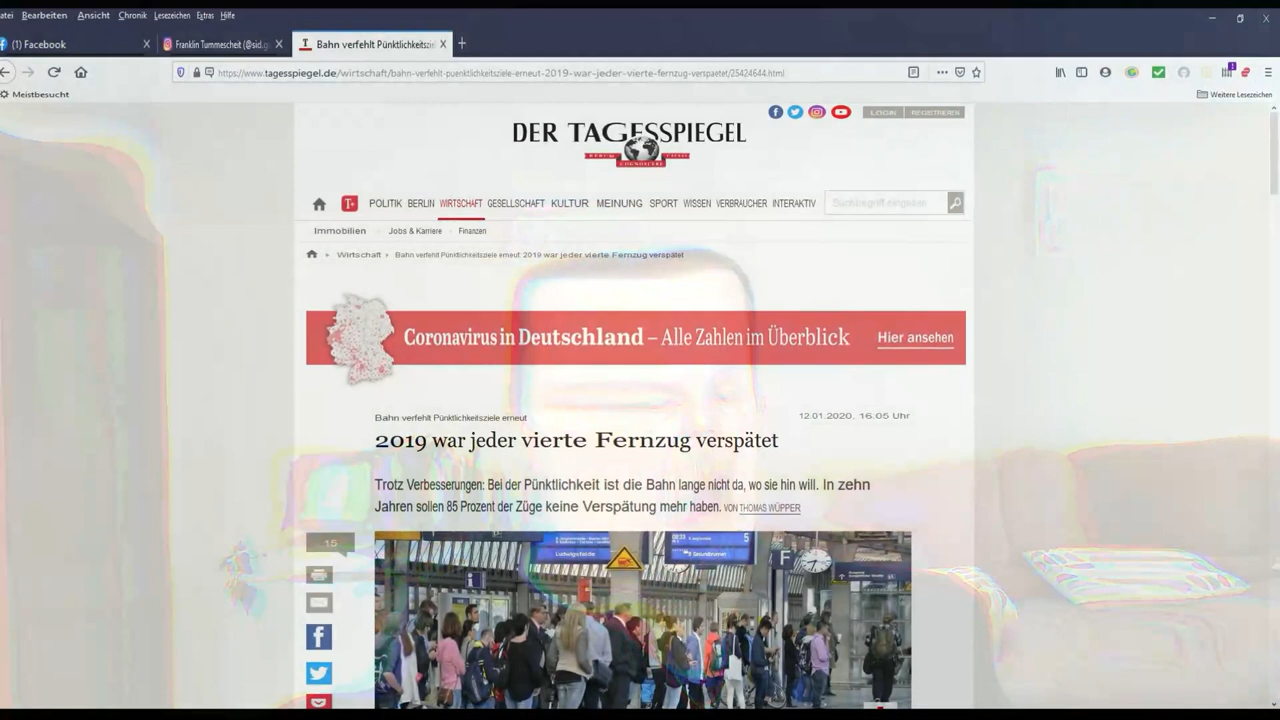 atei Bearbeiten Ansicht Chronik Lesezeichen Extras Hilfe
(1) Facebook
Franklin Tummescheit (@sid.g
Bahn verfehlt Pünktlichkeitszie
https://www.tagesspiegel.de/wirtschaft/bahn-verfehlt-puenktlichkeitsziele-erneut-2019-war-jeder-vierte-fernzug-verspaetet/25424644.html
Meistbesucht
Weitere Lesezeichen
LOGIN REGISTRIEREN
DER TAGESSPIEGEL
T+ POLITIK BERLIN WIRTSCHAFT GESELLSCHAFT KULTUR MEINUNG SPORT WISSEN VERBRAUCHER INTERAKTIV
Suchbegriff eingeben
Immobilien Jobs & Karriere Finanzen
Wirtschaft Bahn verfehlt Pünktlichkeitsziele erneut: 2019 war jeder vierte Fernzug verspätet
Coronavirus in Deutschland – Alle Zahlen im Überblick Hier ansehen
Bahn verfehlt Pünktlichkeitsziele erneut
12.01.2020, 16:05 Uhr
2019 war jeder vierte Fernzug verspätet
Trotz Verbesserungen: Bei der Pünktlichkeit ist die Bahn lange nicht da, wo sie hin will. In zehn
Jahren sollen 85 Prozent der Züge keine Verspätung mehr haben. VON THOMAS WÜPPER
15
Ludwigsfelde
5
F